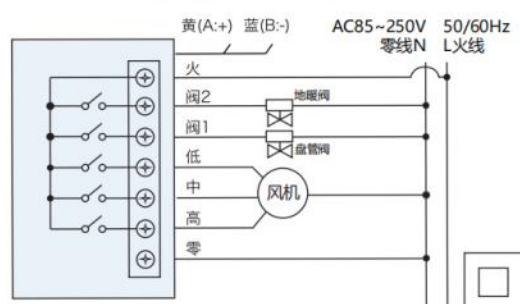 黄(A:+) 蓝(B:-) AC85~250V 50/60Hz
零线N L火线
火
阀2 地暖阀
阀1
盘管阀
低
中 风机
高
零